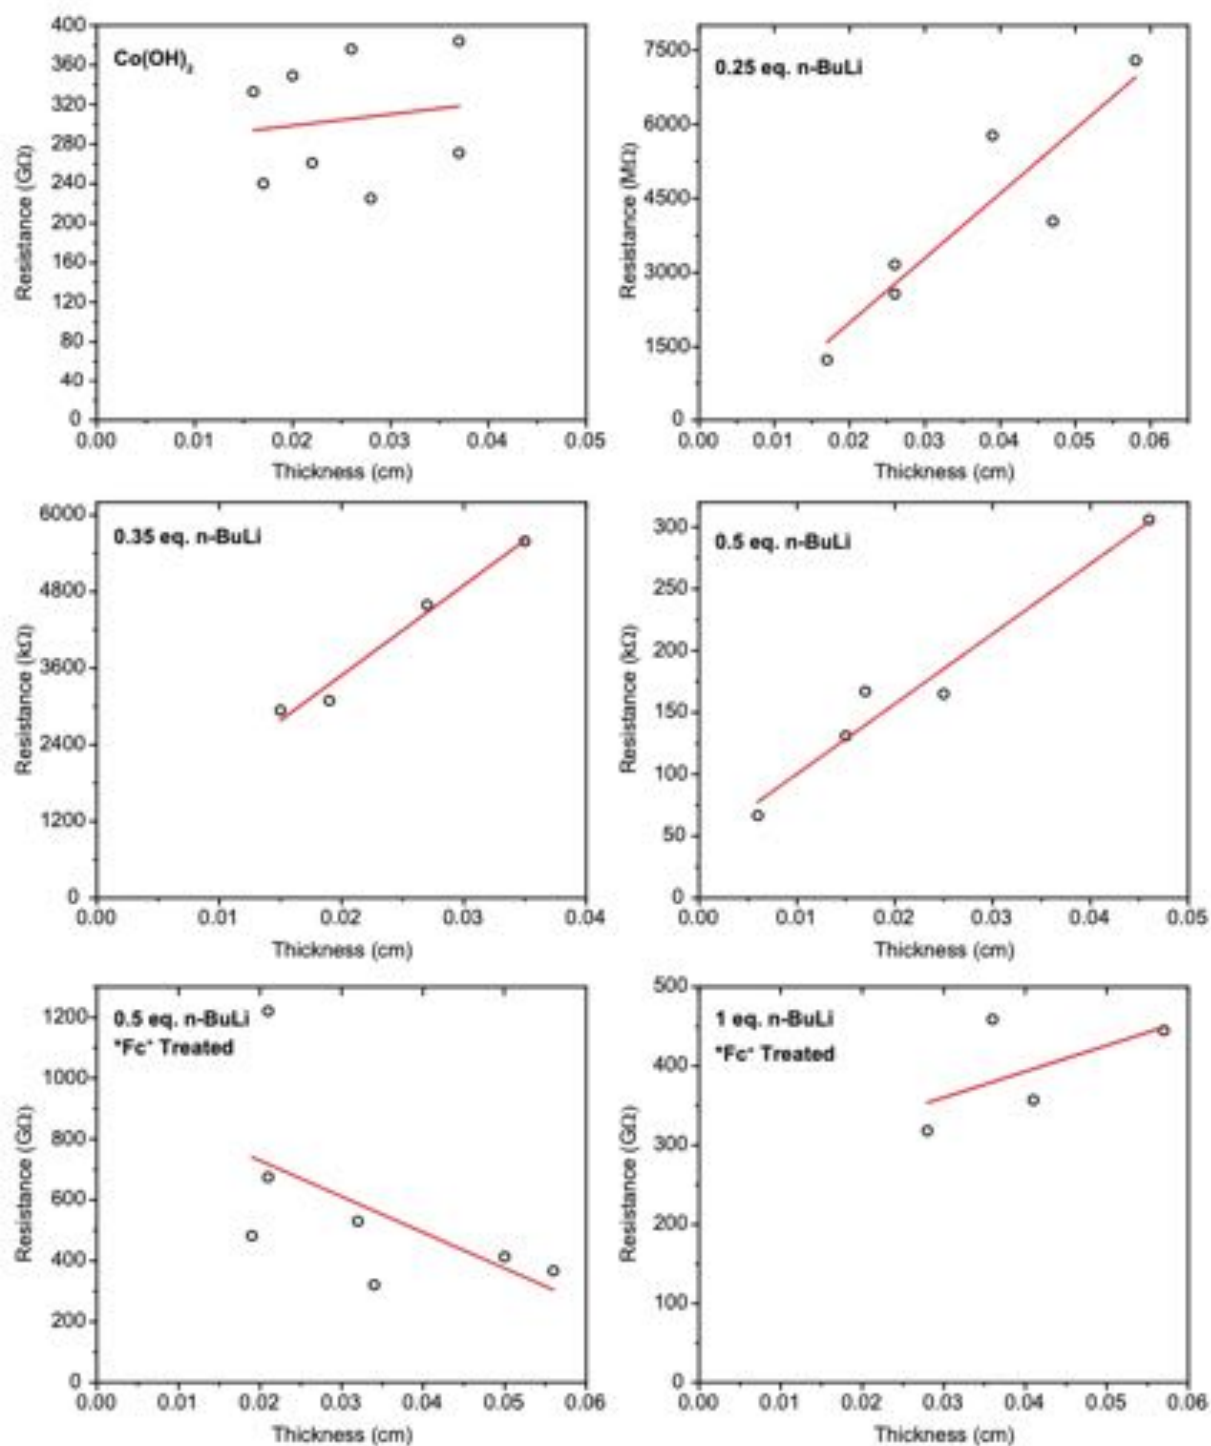 Co(OH)₂
Resistance (GΩ)
400
360
320
280
240
200
160
120
80
40
0
0.00 0.01 0.02 0.03 0.04 0.05
Thickness (cm)
0.25 eq. n-BuLi
Resistance (MΩ)
7500
6000
4500
3000
1500
0
0.00 0.02 0.03 0.04 0.05 0.06
Thickness (cm)
0.35 eq. n-BuLi
Resistance (kΩ)
6000
4800
3600
2400
1200
0
0.00 0.01 0.02 0.03 0.04
Thickness (cm)
0.5 eq. n-BuLi
Resistance (kΩ)
300
250
200
150
100
50
0
0.00 0.01 0.02 0.03 0.04 0.05
Thickness (cm)
0.5 eq. n-BuLi
*Fc⁺ Treated
Resistance (GΩ)
1200
1000
800
600
400
200
0
0.00 0.01 0.02 0.03 0.04 0.05 0.06
Thickness (cm)
1 eq. n-BuLi
*Fc⁺ Treated
Resistance (GΩ)
500
400
300
200
100
0
0.00 0.01 0.02 0.03 0.04 0.05 0.06
Thickness (cm)